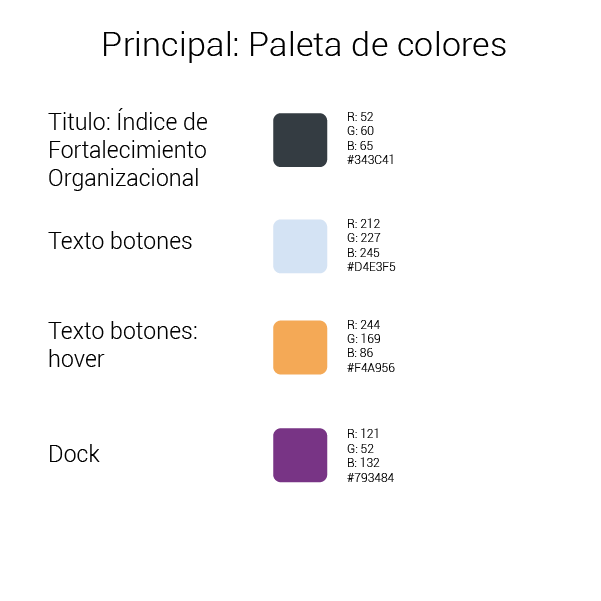 Principal: Paleta de colores
Titulo: Índice de
Fortalecimiento
Organizacional
R: 52
G: 60
B: 65
#343C41
Texto botones
R: 212
G: 227
B: 245
#D4E3F5
Texto botones:
hover
R: 244
G: 169
B: 86
#F4A956
Dock
R: 121
G: 52
B: 132
#793484